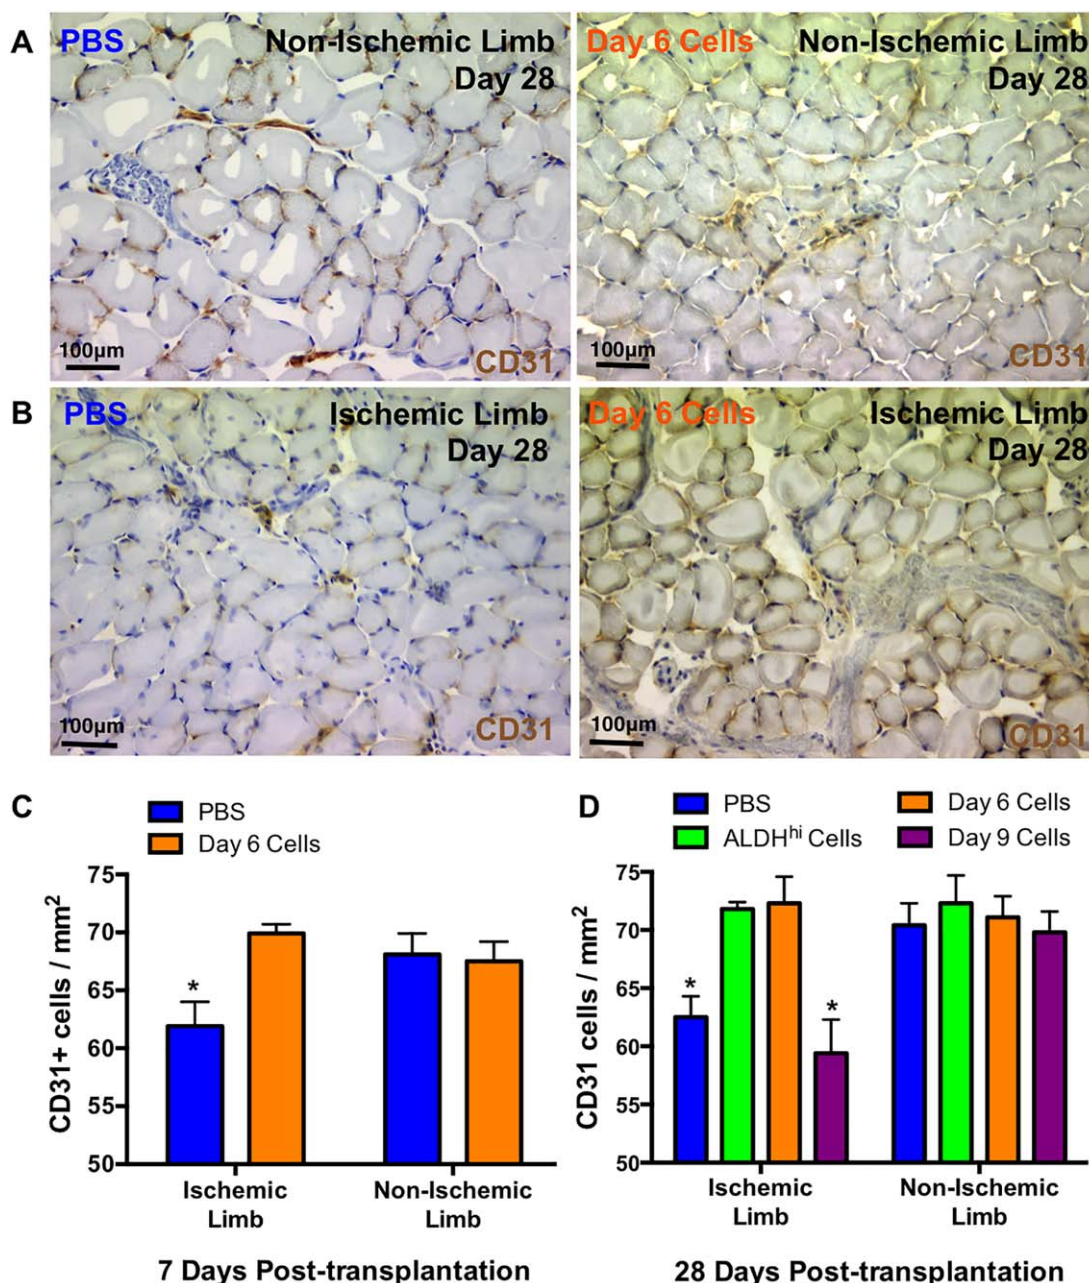 A
PBS
Non-Ischemic Limb
Day 28
100µm
CD31
Day 6 Cells
Non-Ischemic Limb
Day 28
100µm
CD31
B
PBS
Ischemic Limb
Day 28
100µm
CD31
Day 6 Cells
Ischemic Limb
Day 28
100µm
CD31
C
PBS
Day 6 Cells
CD31+ cells / mm²
75
70
65
60
55
50
*
Ischemic
Limb
Non-Ischemic
Limb
7 Days Post-transplantation
D
PBS
ALDHʰⁱ Cells
Day 6 Cells
Day 9 Cells
CD31 cells / mm²
75
70
65
60
55
50
*
*
Ischemic
Limb
Non-Ischemic
Limb
28 Days Post-transplantation